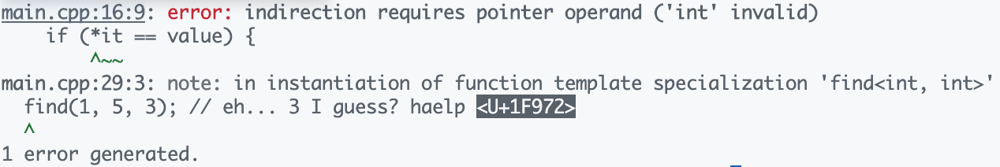 main.cpp:16:9: error: indirection requires pointer operand ('int' invalid)
    if (*it == value) {
        ^~~
main.cpp:29:3: note: in instantiation of function template specialization 'find<int, int>'
  find(1, 5, 3); // eh... 3 I guess? haelp <U+1F972>
  ^
1 error generated.